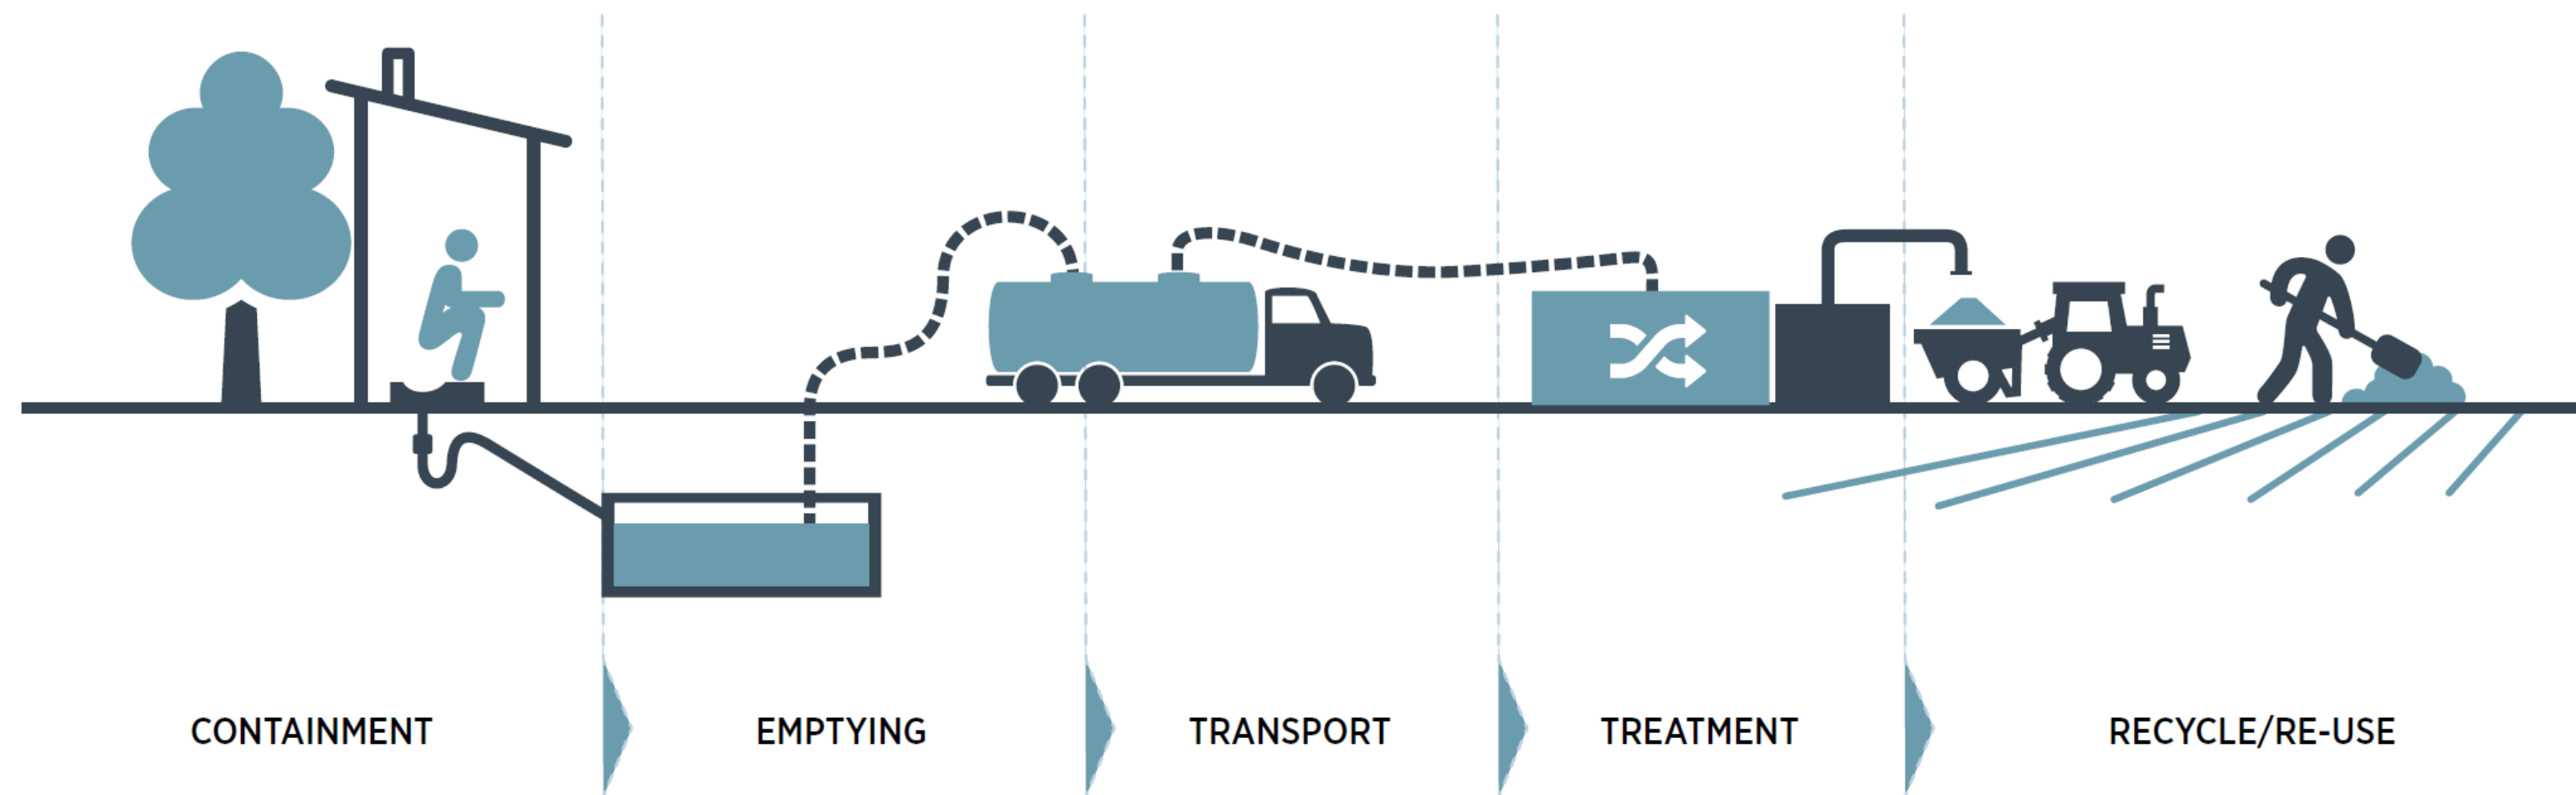 CONTAINMENT
EMPTYING
TRANSPORT
TREATMENT
RECYCLE/RE-USE